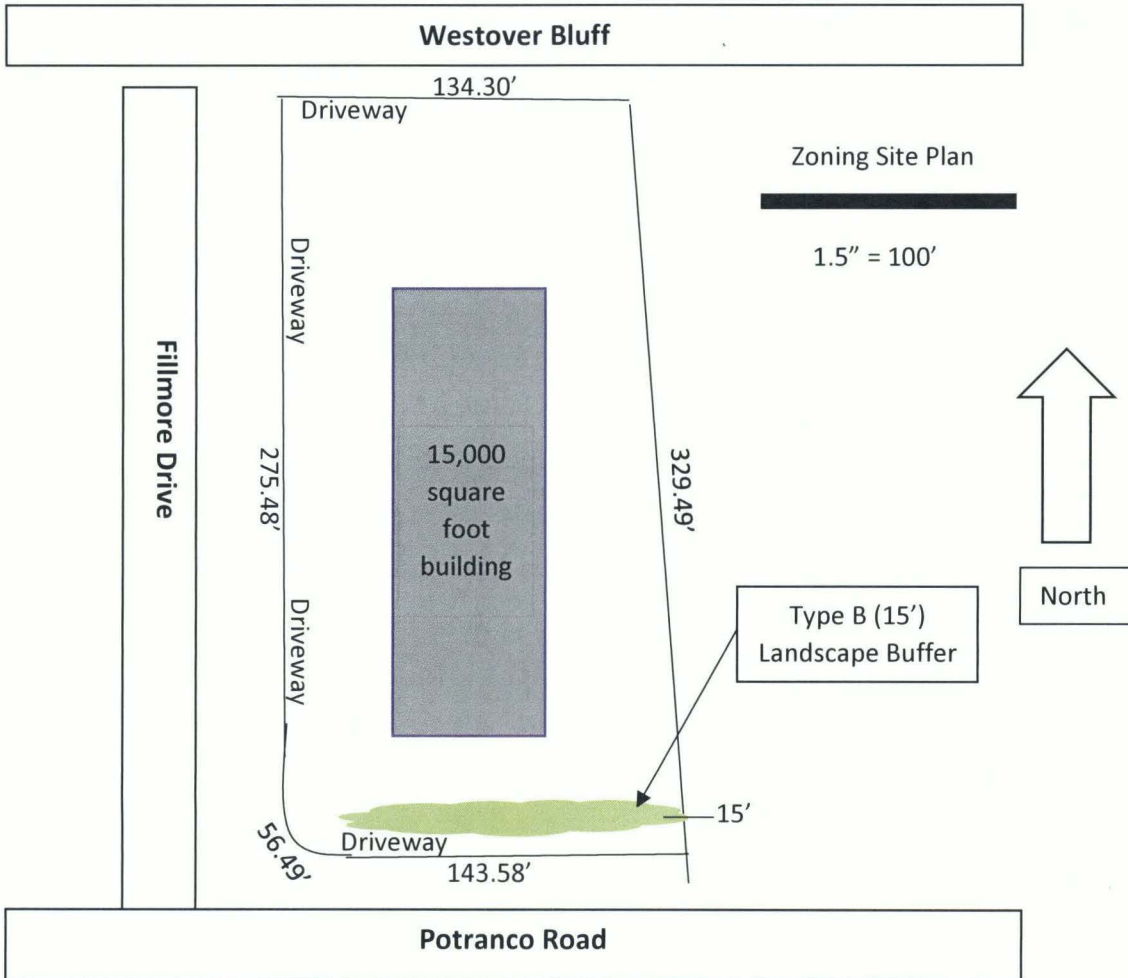 Westover Bluff
134.30’
Driveway
Zoning Site Plan
1.5” = 100’
Driveway
Fillmore Drive
275.48’
15,000
square
foot
building
329.49’
North
Type B (15’)
Landscape Buffer
Driveway
15’
56.49’
Driveway
143.58’
Potranco Road